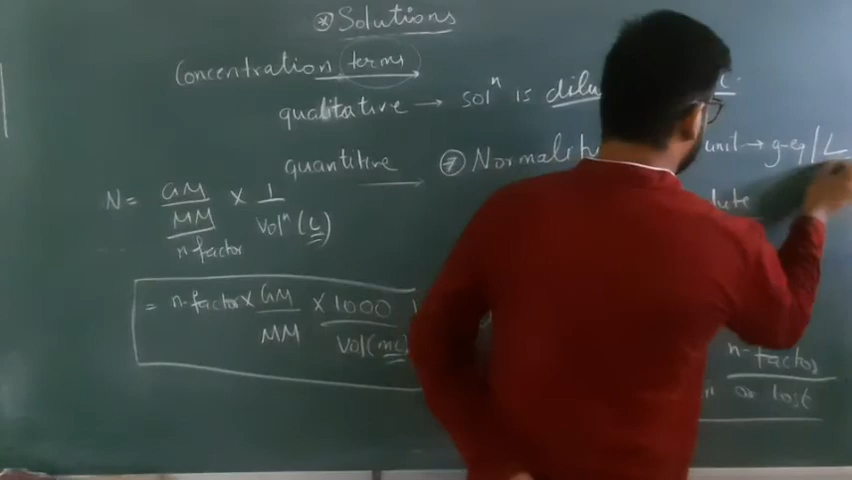 * Solutions
Concentration terms
qualitative → solⁿ is dilu
quantitive → 7 Normality unit → g-eq/L
N = GM/MM/n-factor × 1/volⁿ (L)
lute
= n-factor × GM/MM × 1000/vol(mL)
n-factor
or lost